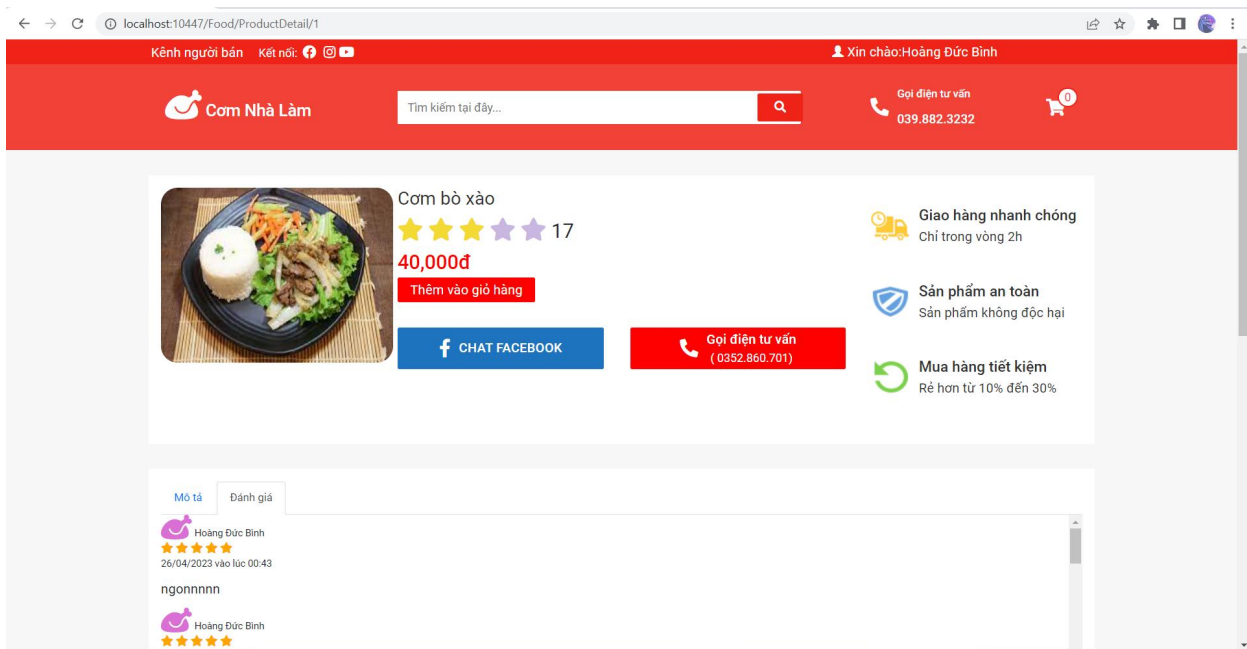 localhost:10447/Food/ProductDetail/1
Kênh người bán Kết nối: Xin chào:Hoàng Đức Bình
Cơm Nhà Làm
Tìm kiếm tại đây...
Gọi điện tư vấn
039.882.3232
0
Cơm bò xào
17
40,000đ
Thêm vào giỏ hàng
CHAT FACEBOOK
Gọi điện tư vấn
( 0352.860.701)
Giao hàng nhanh chóng
Chỉ trong vòng 2h
Sản phẩm an toàn
Sản phẩm không độc hại
Mua hàng tiết kiệm
Rẻ hơn từ 10% đến 30%
Mô tả Đánh giá
Hoàng Đức Bình
26/04/2023 vào lúc 00:43
ngonnnnn
Hoàng Đức Bình